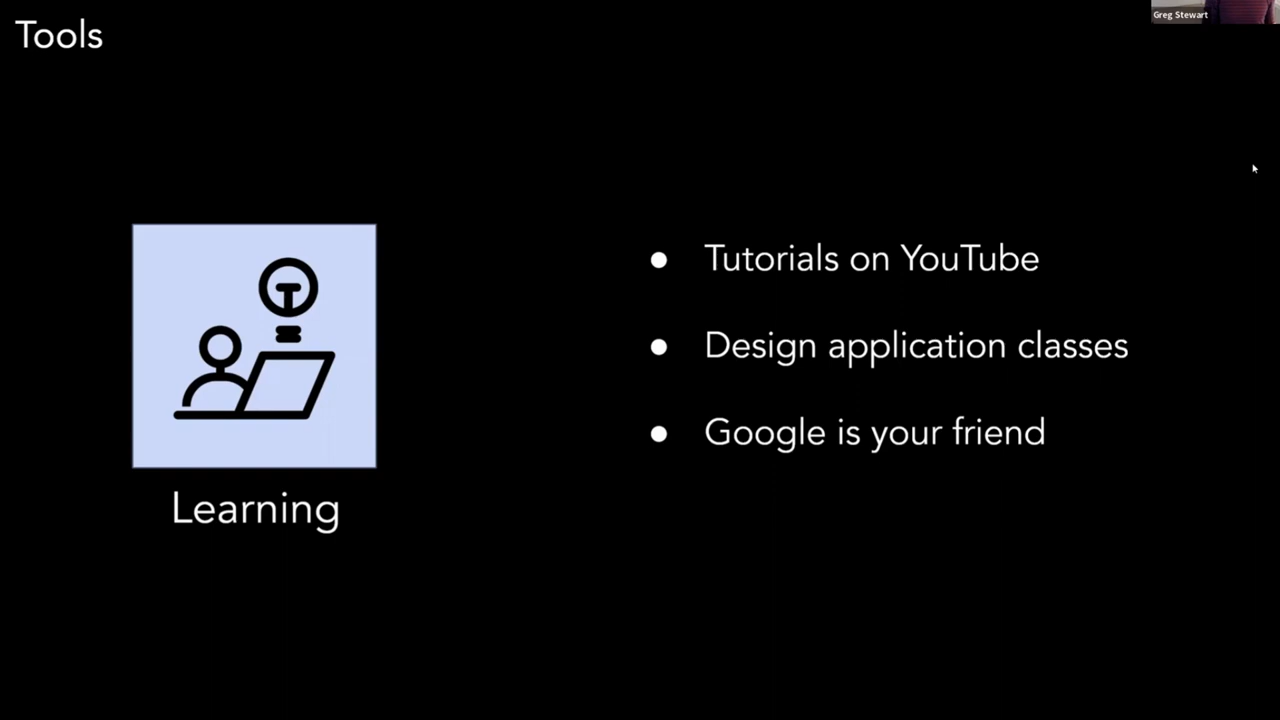 Tools
Greg Stewart
Tutorials on YouTube
Design application classes
Google is your friend
Learning